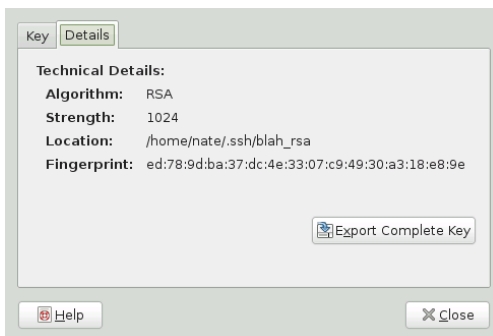 Key Details
Technical Details:
Algorithm: RSA
Strength: 1024
Location: /home/nate/.ssh/blah_rsa
Fingerprint: ed:78:9d:ba:37:dc:4e:33:07:c9:49:30:a3:18:e8:9e
Export Complete Key
Help Close